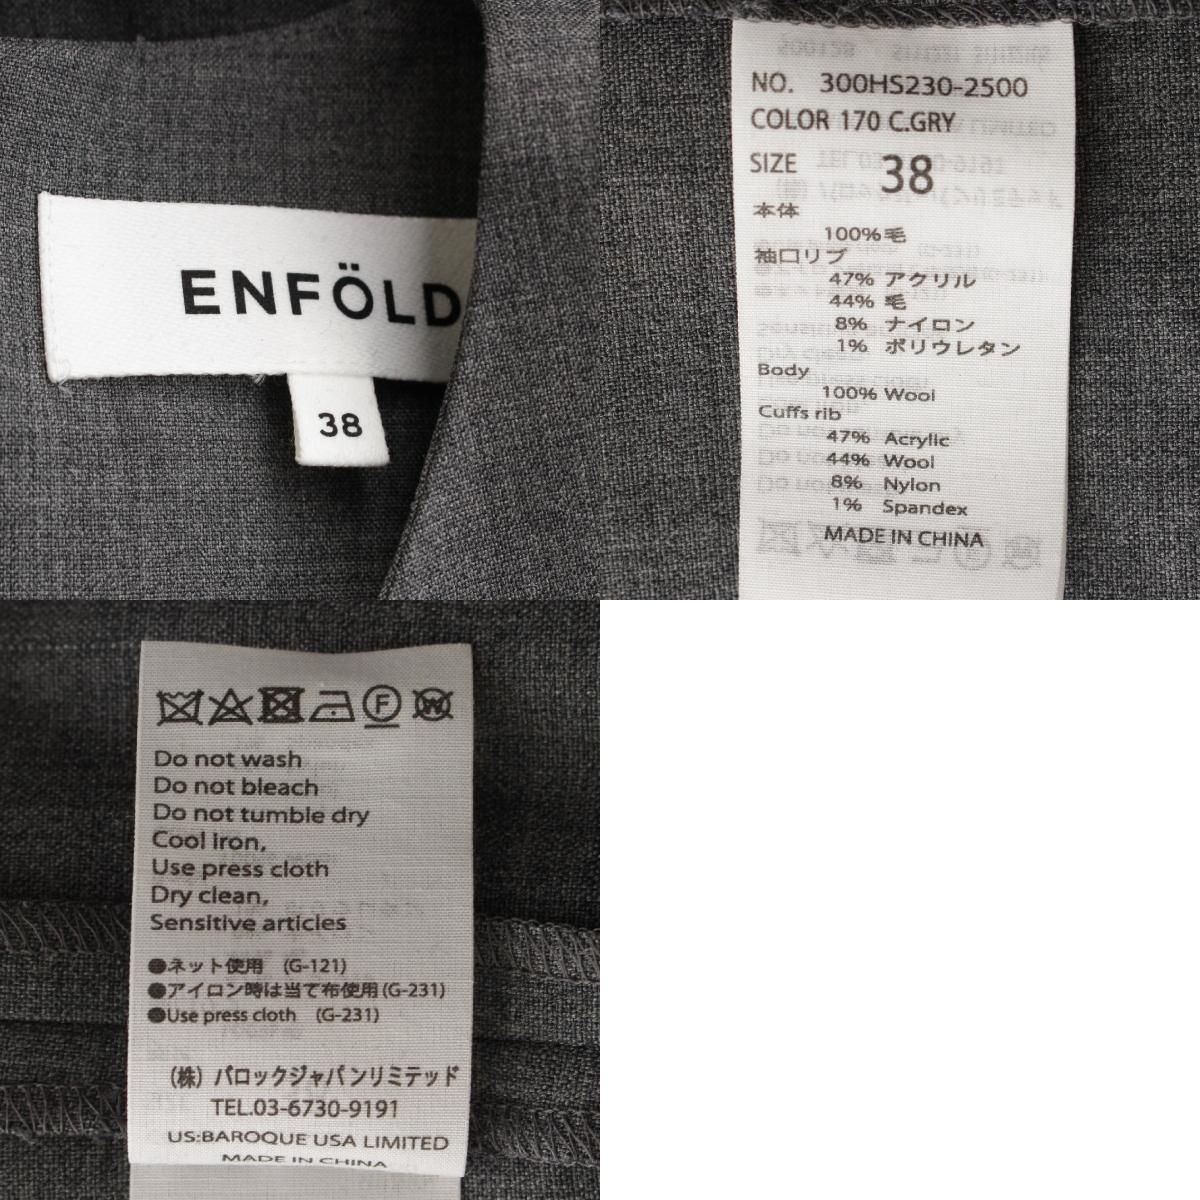 ENFÖLD
38
NO. 300HS230-2500
COLOR 170 C.GRY
SIZE 38
本体
100%毛
袖口リブ
47% アクリル
44% 毛
8% ナイロン
1% ポリウレタン
Body
100% Wool
Cuffs rib
47% Acrylic
44% Wool
8% Nylon
1% Spandex
MADE IN CHINA
F W
Do not wash
Do not bleach
Do not tumble dry
Cool iron,
Use press cloth
Dry clean,
Sensitive articles
●ネット使用 (G-121)
●アイロン時は当て布使用(G-231)
●Use press cloth (G-231)
(株) バロックジャパンリミテッド
TEL.03-6730-9191
US:BAROQUE USA LIMITED
MADE IN CHINA